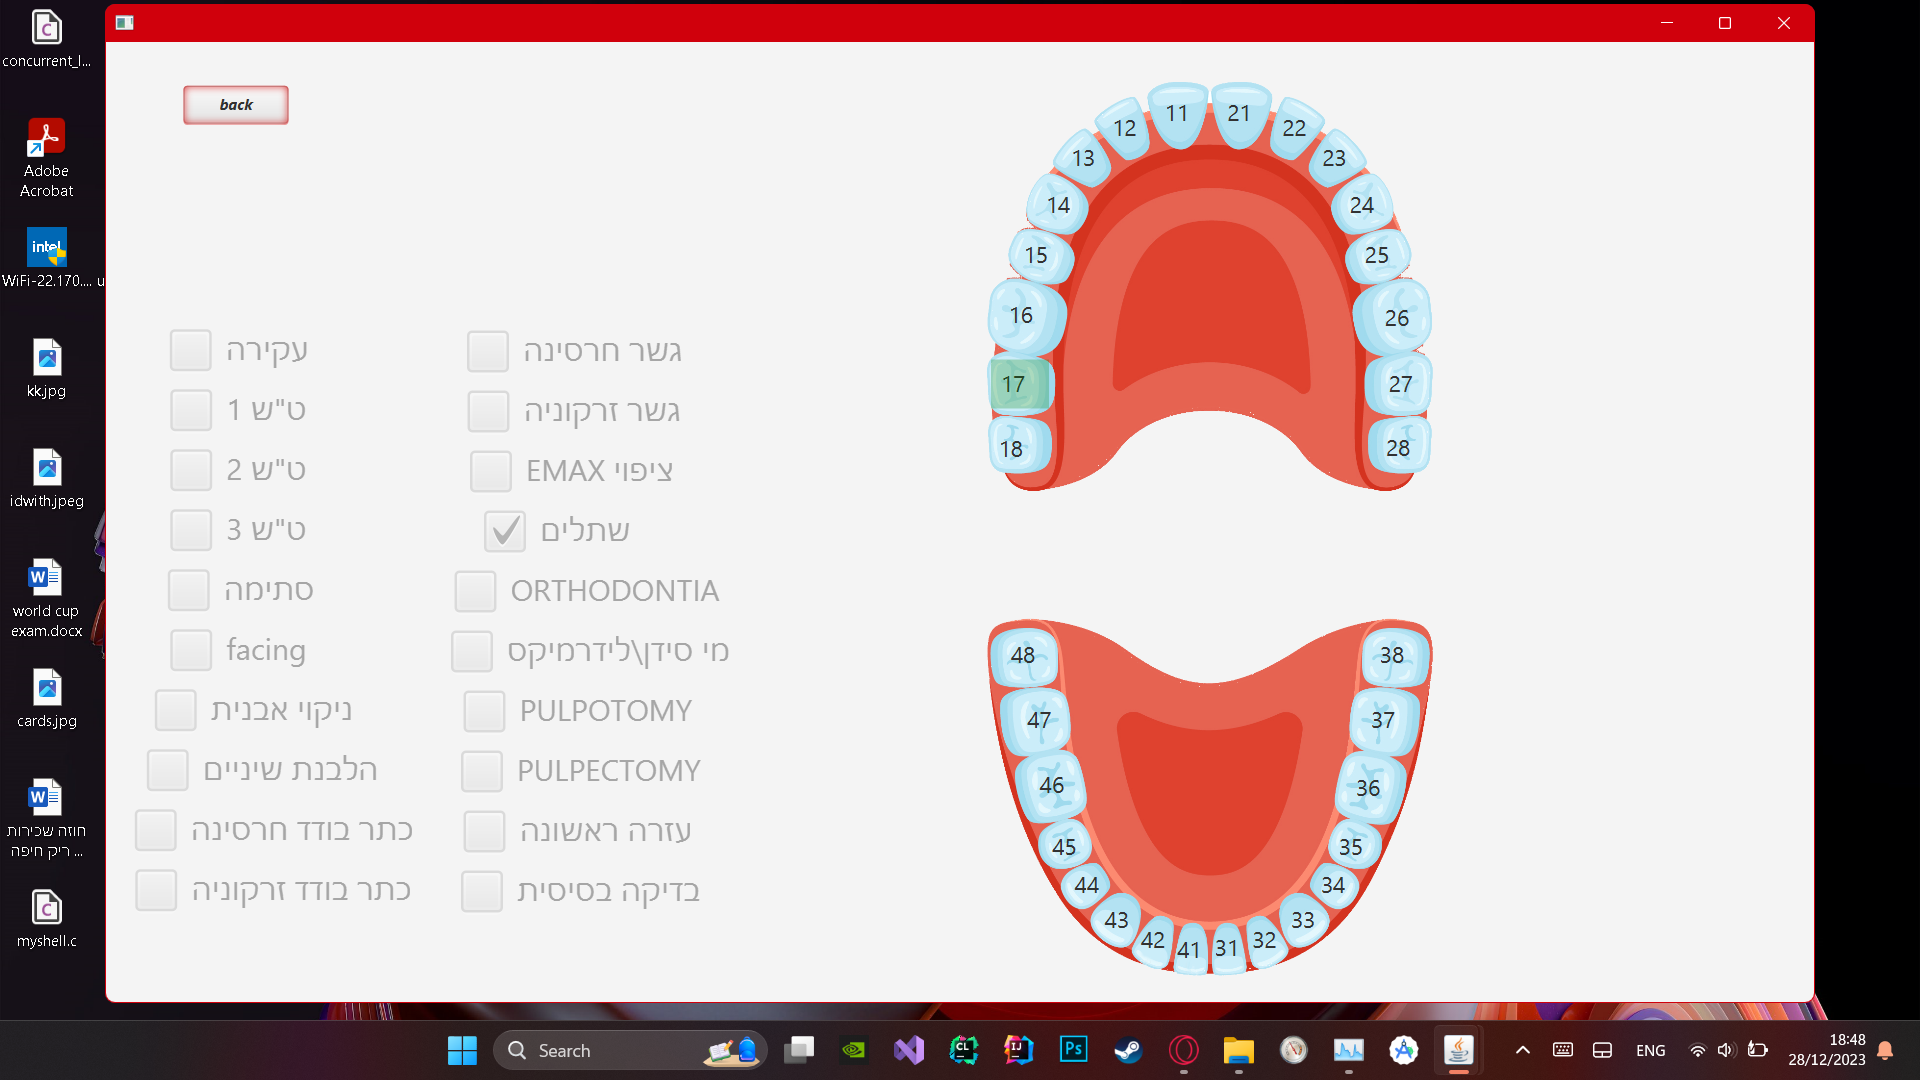 concurrent_l...
Adobe
Acrobat
intel
WiFi-22.170....
u
kk.jpg
idwith.jpeg
world cup
exam.docx
cards.jpg
חוזה שכירות
ריק חיפה ...
myshell.c
back
עקירה
ט"ש 1
ט"ש 2
ט"ש 3
סתימה
facing
ניקוי אבנית
הלבנת שיניים
כתר בודד חרסינה
כתר בודד זרקוניה
גשר חרסינה
גשר זרקוניה
ציפוי EMAX
שתלים
ORTHODONTIA
מי סידן\לידרמיקס
PULPOTOMY
PULPECTOMY
עזרה ראשונה
בדיקה בסיסית
11
21
12
22
13
23
14
24
15
25
16
26
17
27
18
28
48
38
47
37
46
36
45
35
44
34
43
33
42
32
41
31
Search
CL
IJ
Ps
ENG
18:48
28/12/2023